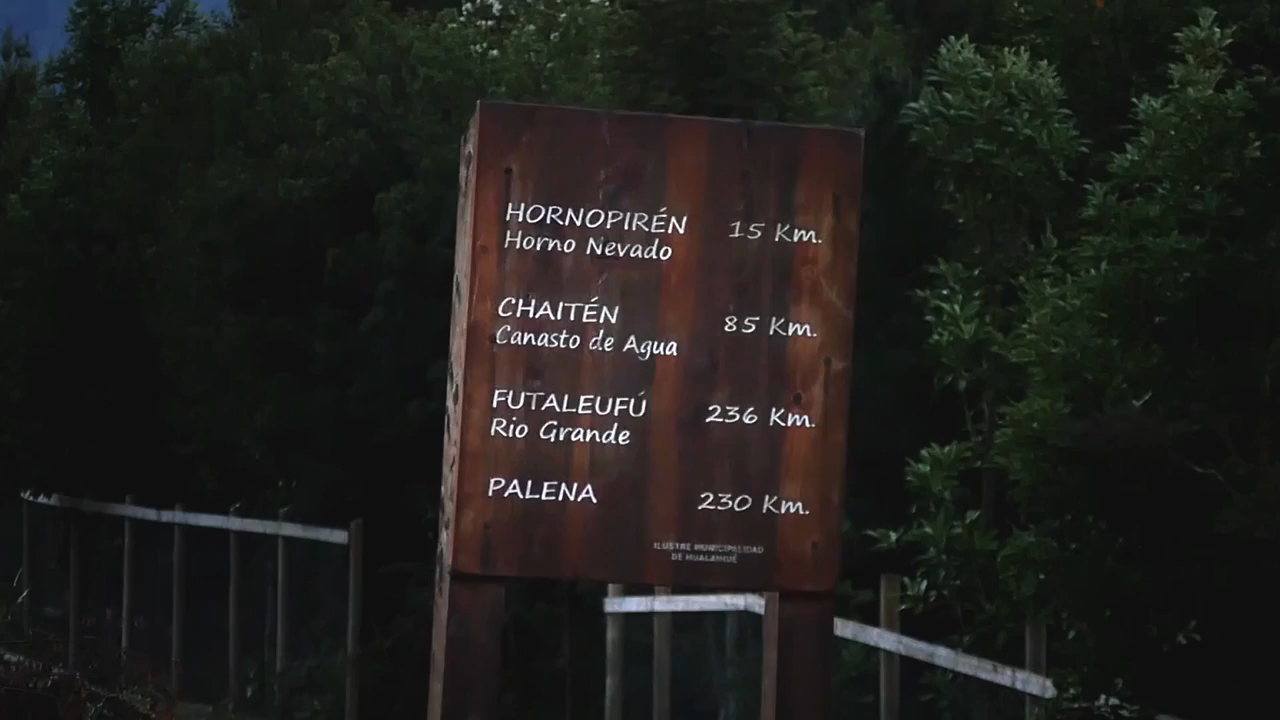 HORNOPIRÉN 15 Km.
Horno Nevado
CHAITÉN 85 Km.
Canasto de Agua
FUTALEUFÚ 236 Km.
Rio Grande
PALENA 230 Km.
ILUSTRE MUNICIPALIDAD
DE HUALAIHUÉ